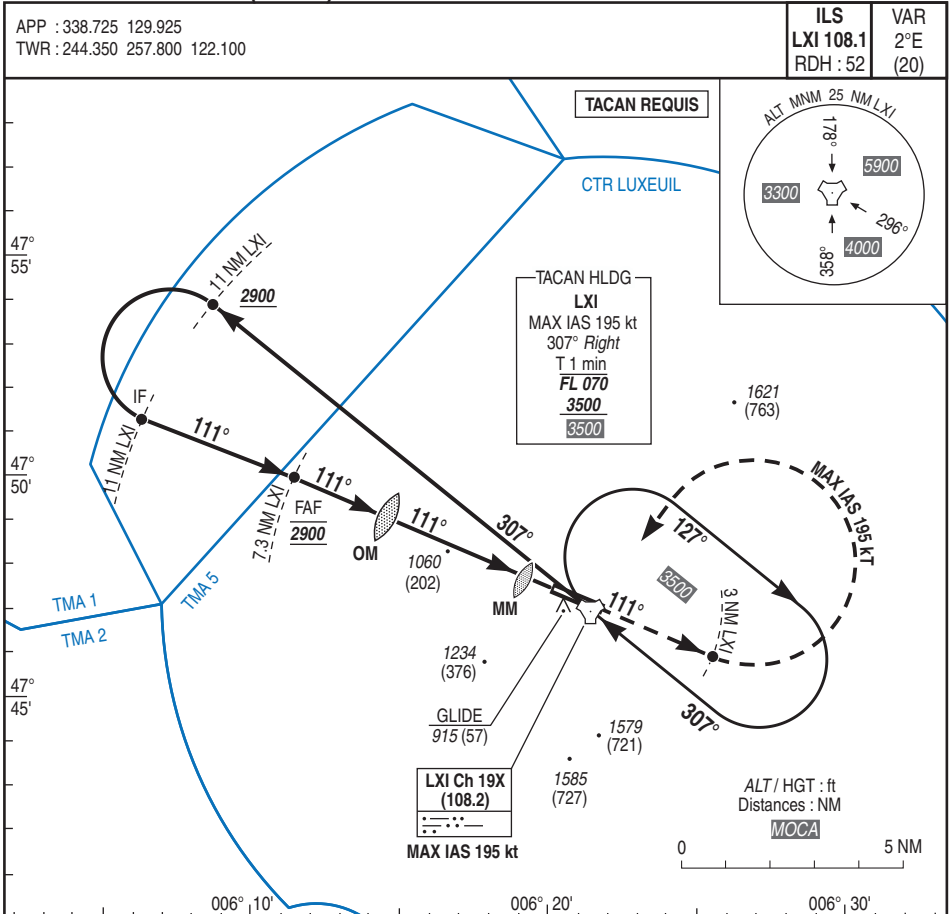 APP : 338.725 129.925
TWR : 244.350 257.800 122.100
ILS
LXI 108.1
RDH : 52
VAR
2°E
(20)
TACAN REQUIS
ALT MNM 25 NM LXI
178°
5900
3300
296°
4000
358°
CTR LUXEUIL
47°
55'
11 NM LXI
2900
TACAN HLDG
LXI
MAX IAS 195 kt
307° Right
T 1 min
FL 070
3500
3500
1621
(763)
IF
111°
11 NM LXI
47°
50'
111°
7.3 NM LXI
FAF
2900
OM
111°
1060
(202)
307°
MM
MAX IAS 195 kT
127°
3500
111°
3 NM LXI
307°
TMA 1
TMA 2
TMA 5
1234
(376)
47°
45'
GLIDE
915 (57)
1579
(721)
1585
(727)
LXI Ch 19X
(108.2)
MAX IAS 195 kt
ALT / HGT : ft
Distances : NM
MOCA
0
5 NM
006° 10'
006° 20'
006° 30'